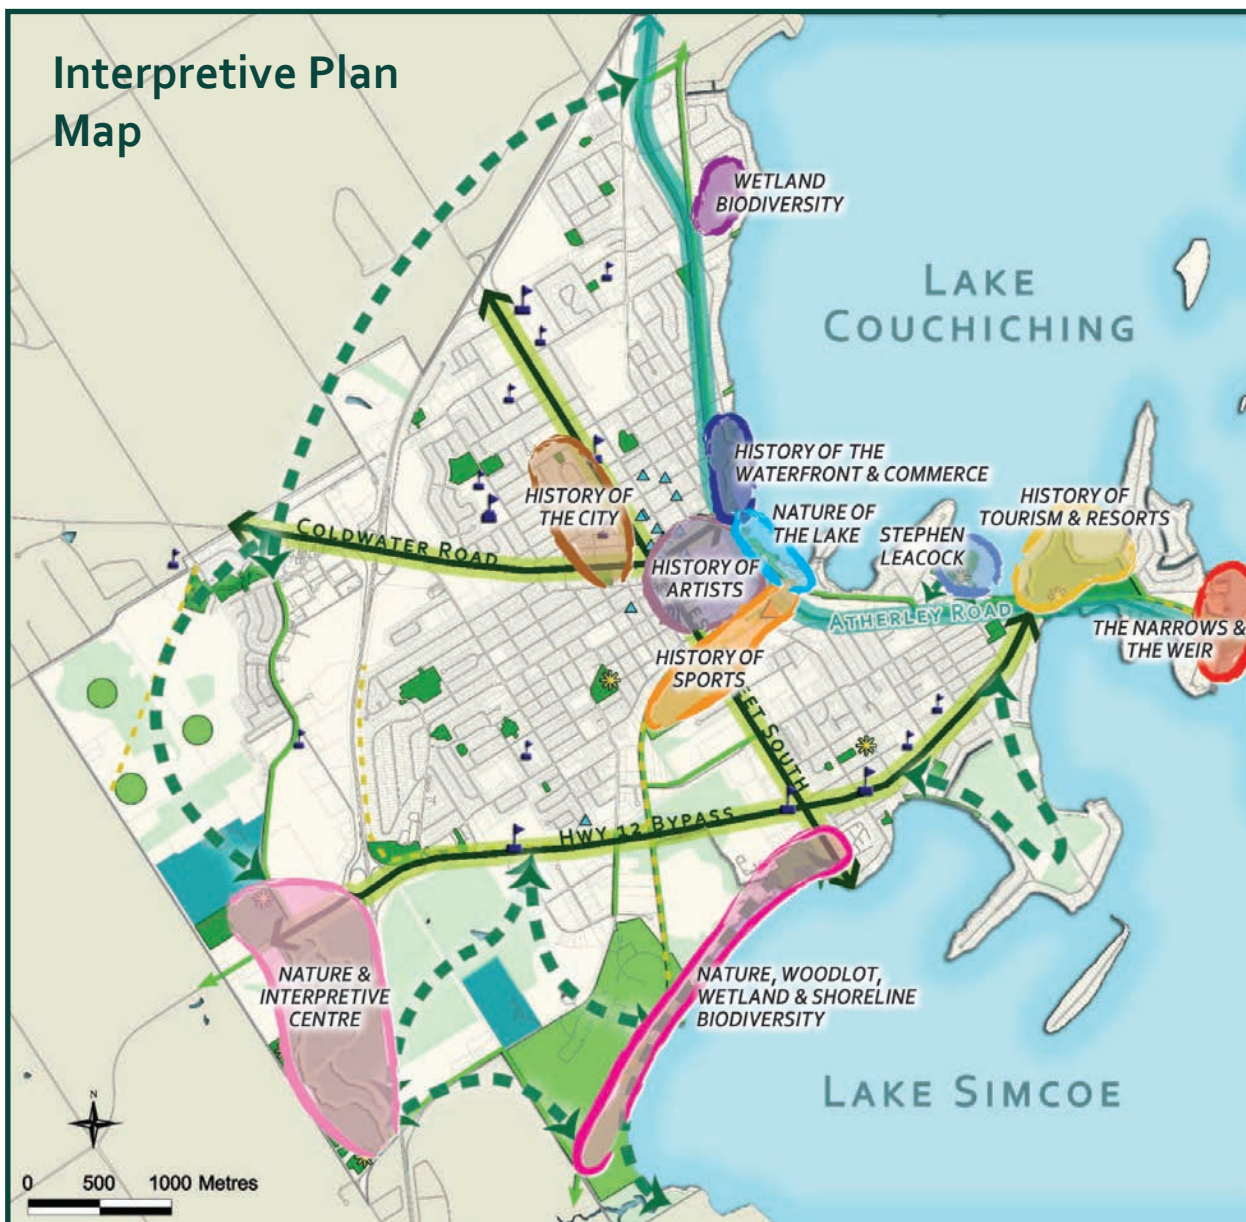 Interpretive Plan
Map
WETLAND
BIODIVERSITY
LAKE
COUCHICHING
HISTORY OF THE
WATERFRONT & COMMERCE
HISTORY OF
THE CITY
NATURE OF
THE LAKE
HISTORY OF
TOURISM & RESORTS
STEPHEN
LEACOCK
COLDWATER ROAD
HISTORY OF
ARTISTS
ATHERLEY ROAD
THE NARROWS &
THE WEIR
HISTORY OF
SPORTS
SOUTH
HWY 12 BYPASS
NATURE &
INTERPRETIVE
CENTRE
NATURE, WOODLOT,
WETLAND & SHORELINE
BIODIVERSITY
LAKE SIMCOE
N
0 500 1000 Metres